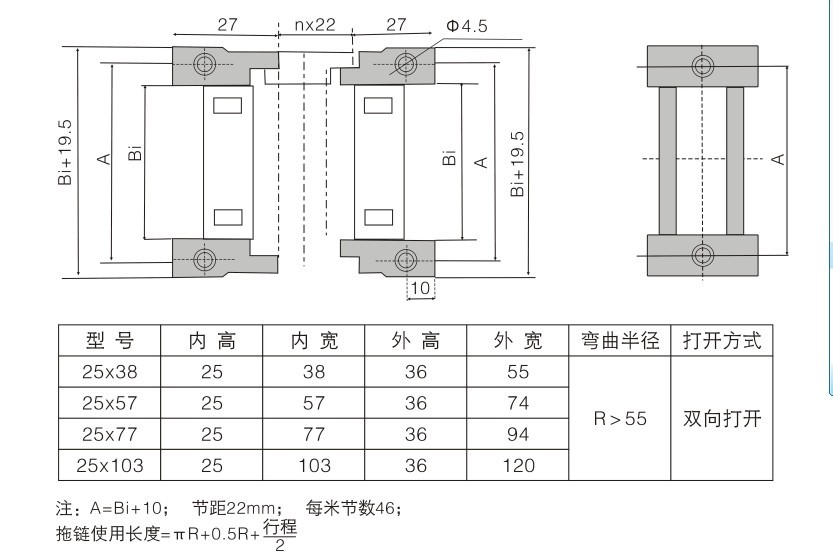 27 nx22 27 Φ4.5
Bi+19.5 A Bi Bi A Bi+19.5 A
10
型 号 内 高 内 宽 外 高 外 宽 弯曲半径 打开方式
25x38 25 38 36 55
25x57 25 57 36 74
R>55 双向打开
25x77 25 77 36 94
25x103 25 103 36 120
注: A=Bi+10; 节距22mm; 每米节数46;
拖链使用长度=πR+0.5R+行程/2